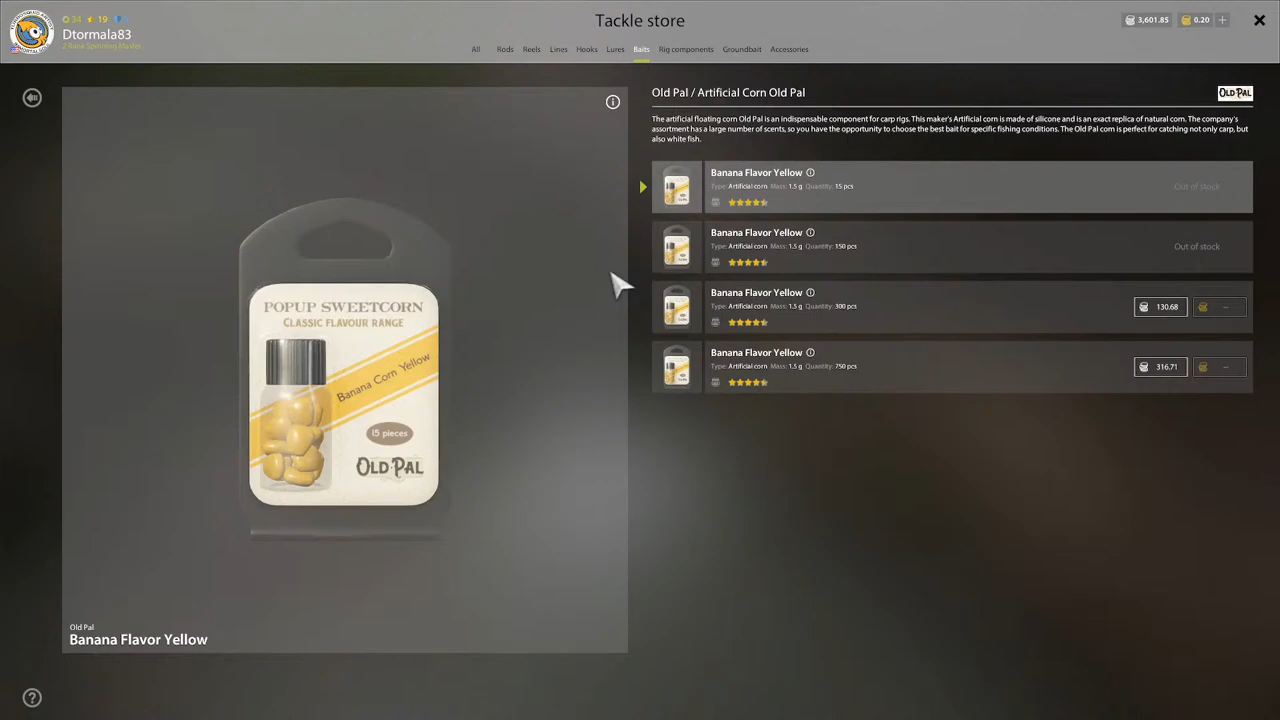 34 19
Dtormala83
2 Rank Spinning Master
Tackle store
3,601.85 0.20 +
All Rods Reels Lines Hooks Lures Baits Rig components Groundbait Accessories
Old Pal / Artificial Corn Old Pal
OLD PAL
The artificial floating corn Old Pal is an indispensable component for carp rigs. This maker's Artificial corn is made of silicone and is an exact replica of natural corn. The company's
assortment has a large number of scents, so you have the opportunity to choose the best bait for specific fishing conditions. The Old Pal corn is perfect for catching not only carp, but
also white fish.
Banana Flavor Yellow
Type: Artificial corn Mass: 1.5 g Quantity: 15 pcs
Out of stock
Banana Flavor Yellow
Type: Artificial corn Mass: 1.5 g Quantity: 150 pcs
Out of stock
Banana Flavor Yellow
Type: Artificial corn Mass: 1.5 g Quantity: 300 pcs
130.68 --
Banana Flavor Yellow
Type: Artificial corn Mass: 1.5 g Quantity: 750 pcs
316.71 --
POPUP SWEETCORN
CLASSIC FLAVOUR RANGE
Banana Corn Yellow
15 pieces
OLD PAL
Old Pal
Banana Flavor Yellow
?